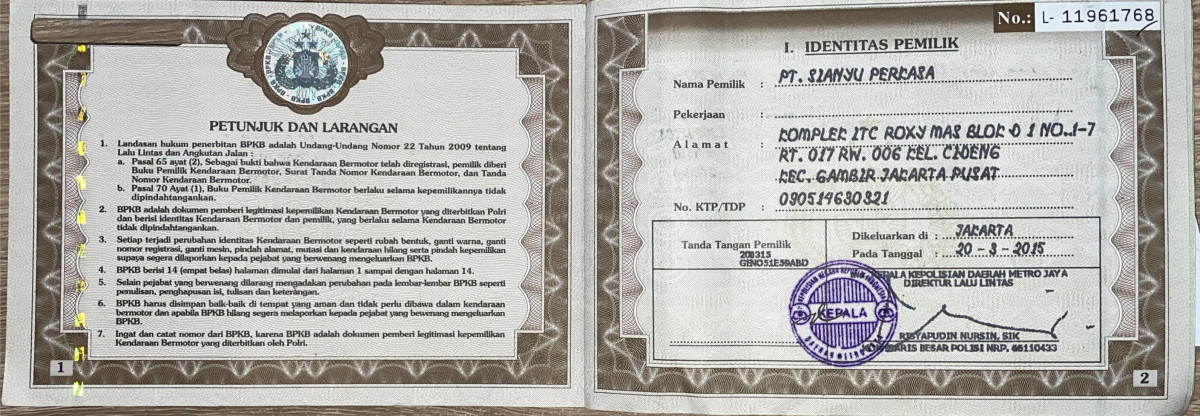 BPKB
PETUNJUK DAN LARANGAN
1. Landasan hukum penerbitan BPKB adalah Undang-Undang Nomor 22 Tahun 2009 tentang
Lalu Lintas dan Angkutan Jalan :
a. Pasal 65 ayat (2), Sebagai bukti bahwa Kendaraan Bermotor telah diregistrasi, pemilik diberi
Buku Pemilik Kendaraan Bermotor, Surat Tanda Nomor Kendaraan Bermotor, dan Tanda
Nomor Kendaraan Bermotor.
b. Pasal 70 Ayat (1), Buku Pemilik Kendaraan Bermotor berlaku selama kepemilikannya tidak
dipindahtangankan.
2. BPKB adalah dokumen pemberi legitimasi kepemilikan Kendaraan Bermotor yang diterbitkan Polri
dan berisi identitas Kendaraan Bermotor dan pemilik, yang berlaku selama Kendaraan Bermotor
tidak dipindahtangankan.
3. Setiap terjadi perubahan identitas Kendaraan Bermotor seperti rubah bentuk, ganti warna, ganti
nomor registrasi, ganti mesin, pindah alamat, mutasi dan kendaraan hilang serta pindah kepemilikan
supaya segera dilaporkan kepada pejabat yang berwenang mengeluarkan BPKB.
4. BPKB berisi 14 (empat belas) halaman dimulai dari halaman 1 sampai dengan halaman 14.
5. Selain pejabat yang berwenang dilarang mengadakan perubahan pada lembar-lembar BPKB seperti
penulisan, penghapusan isi, tulisan dan keterangan.
6. BPKB harus disimpan baik-baik di tempat yang aman dan tidak perlu dibawa dalam kendaraan
bermotor dan apabila BPKB hilang segera melaporkan kepada pejabat yang bewenang mengeluarkan
BPKB.
7. Ingat dan catat nomor dari BPKB, karena BPKB adalah dokumen pemberi legitimasi kepemilikan
Kendaraan Bermotor yang diterbitkan oleh Polri.
1
No.: L- 11961768
I. IDENTITAS PEMILIK
Nama Pemilik : PT. SIANYU PERKASA
Pekerjaan :
Alamat : KOMPLEK ITC ROXY MAS BLOK D 1 NO.1-7
RT. 017 RW. 006 KEL. CIDENG
KEC. GAMBIR JAKARTA PUSAT
No. KTP/TDP : 090514630321
Tanda Tangan Pemilik
208315
GEN051E59ABD
Dikeluarkan di : JAKARTA
Pada Tanggal : 20 - 3 - 2015
KEPALA KEPOLISIAN DAERAH METRO JAYA
DIREKTUR LALU LINTAS
KEPALA
RISYAPUDIN NURSIN, SIK
BESAR POLISI NRP. 66110433
2